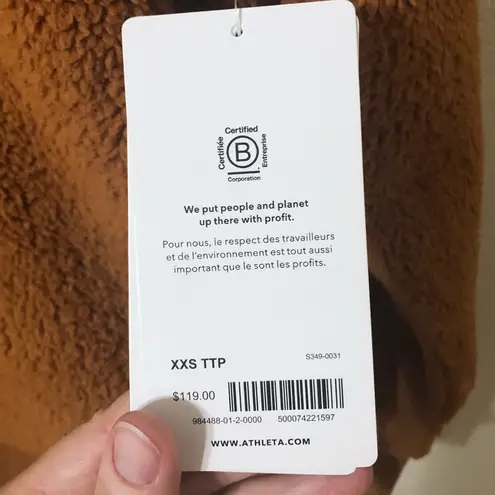 Certified
Certifiée
B
Entreprise
Corporation
We put people and planet
up there with profit.
Pour nous, le respect des travailleurs
et de l'environnement est tout aussi
important que le sont les profits.
XXS TTP
S349-0031
$119.00
984488-01-2-0000 500074221597
WWW.ATHLETA.COM